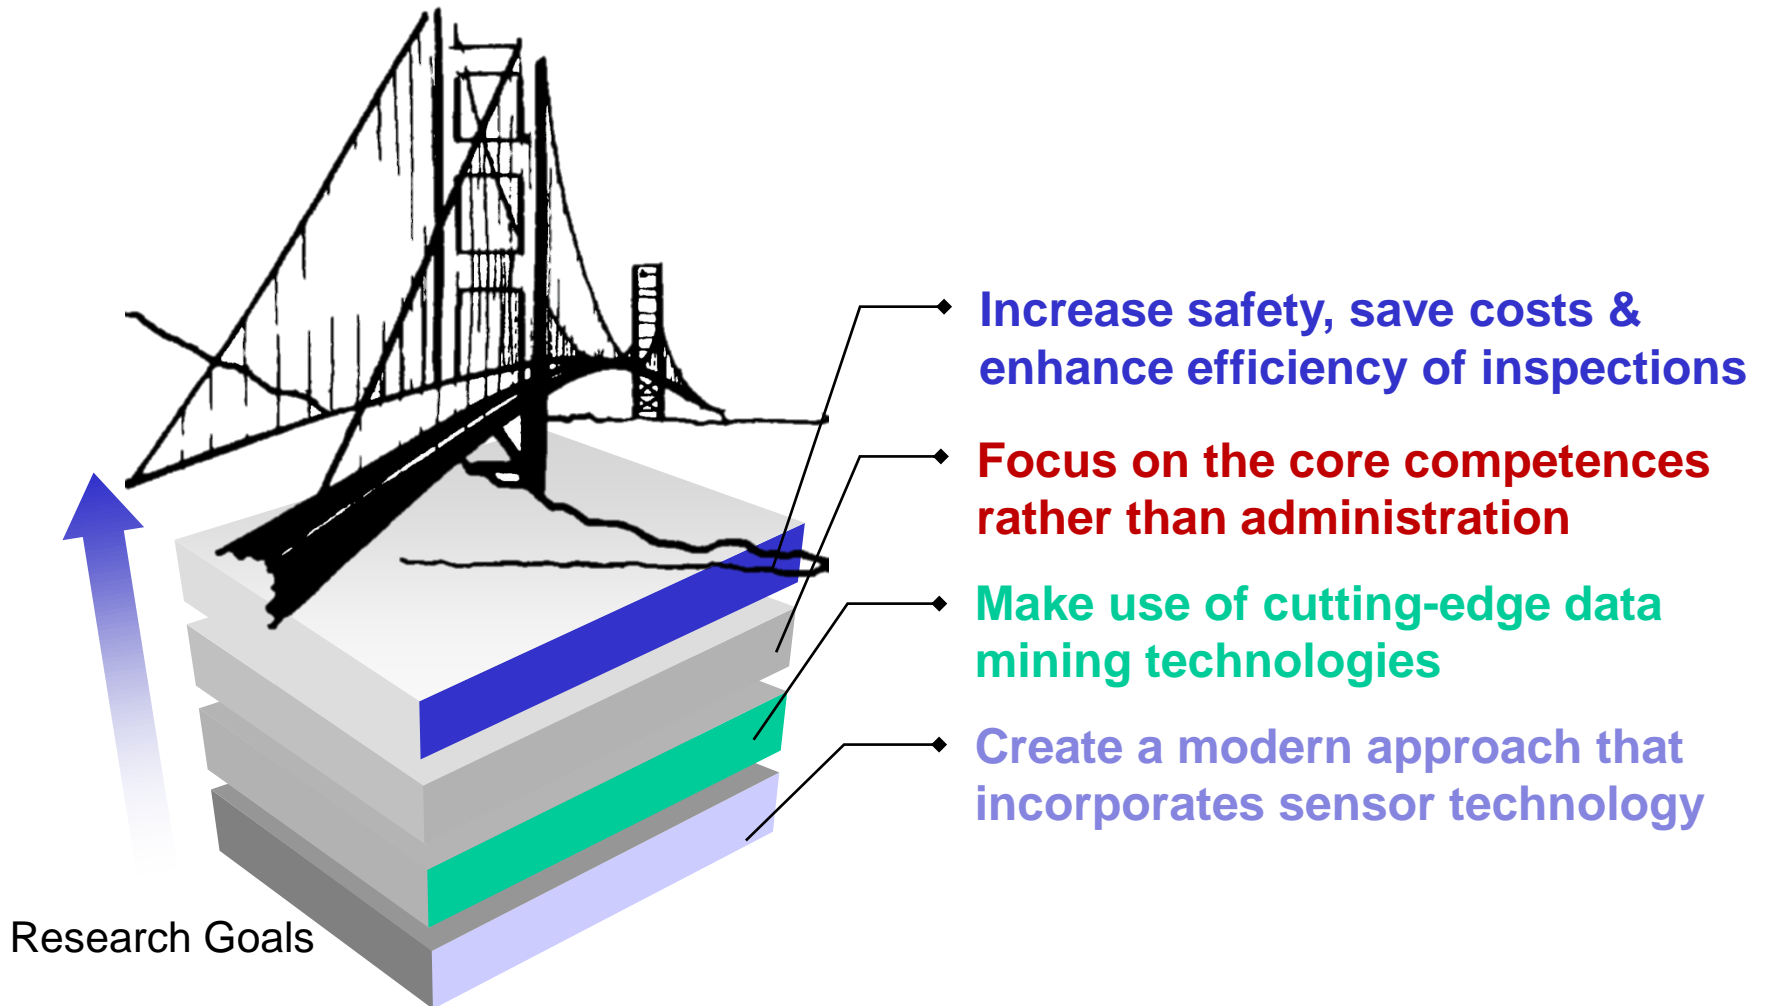 Increase safety, save costs &
enhance efficiency of inspections
Focus on the core competences
rather than administration
Make use of cutting-edge data
mining technologies
Create a modern approach that
incorporates sensor technology
Research Goals